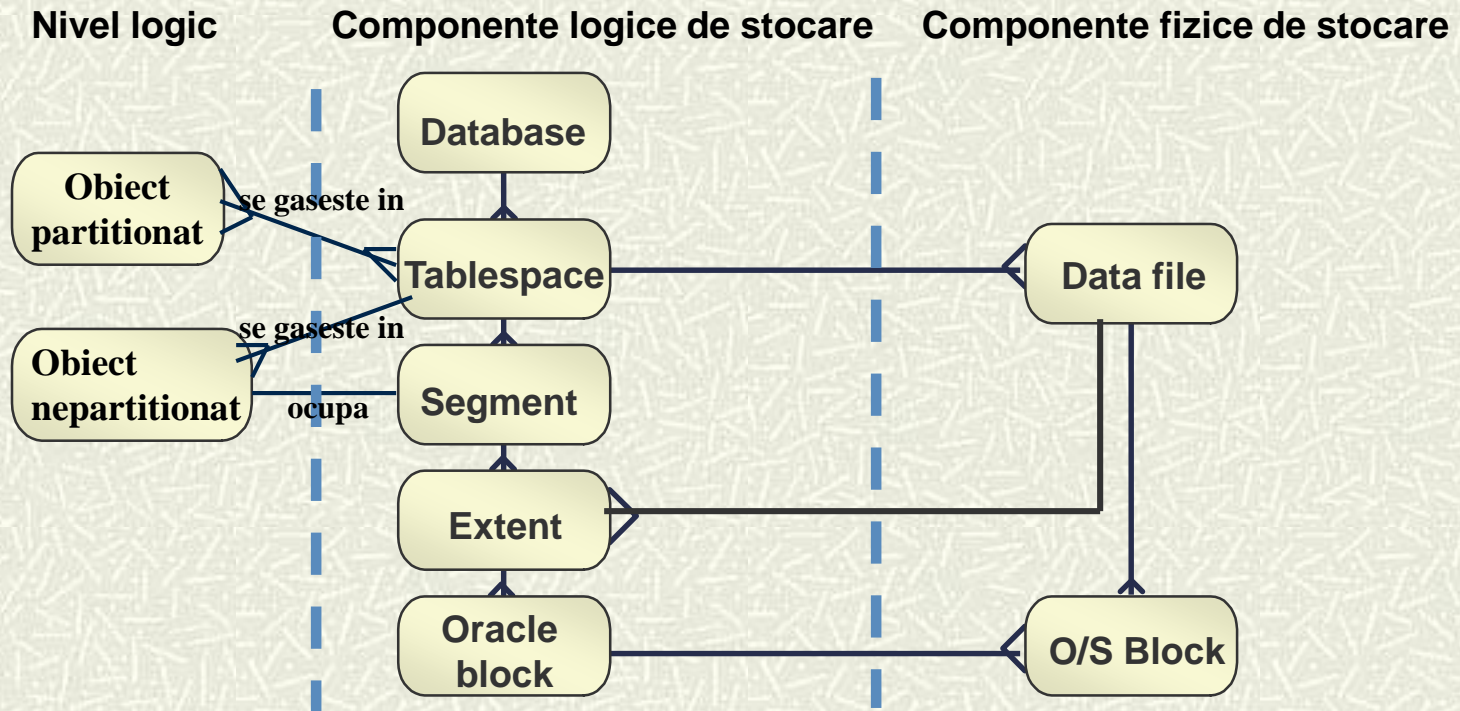 Nivel logic
Componente logice de stocare
Componente fizice de stocare
Database
Obiect
partitionat
se gaseste in
Tablespace
Data file
se gaseste in
Obiect
nepartitionat
ocupa
Segment
Extent
Oracle
block
O/S Block